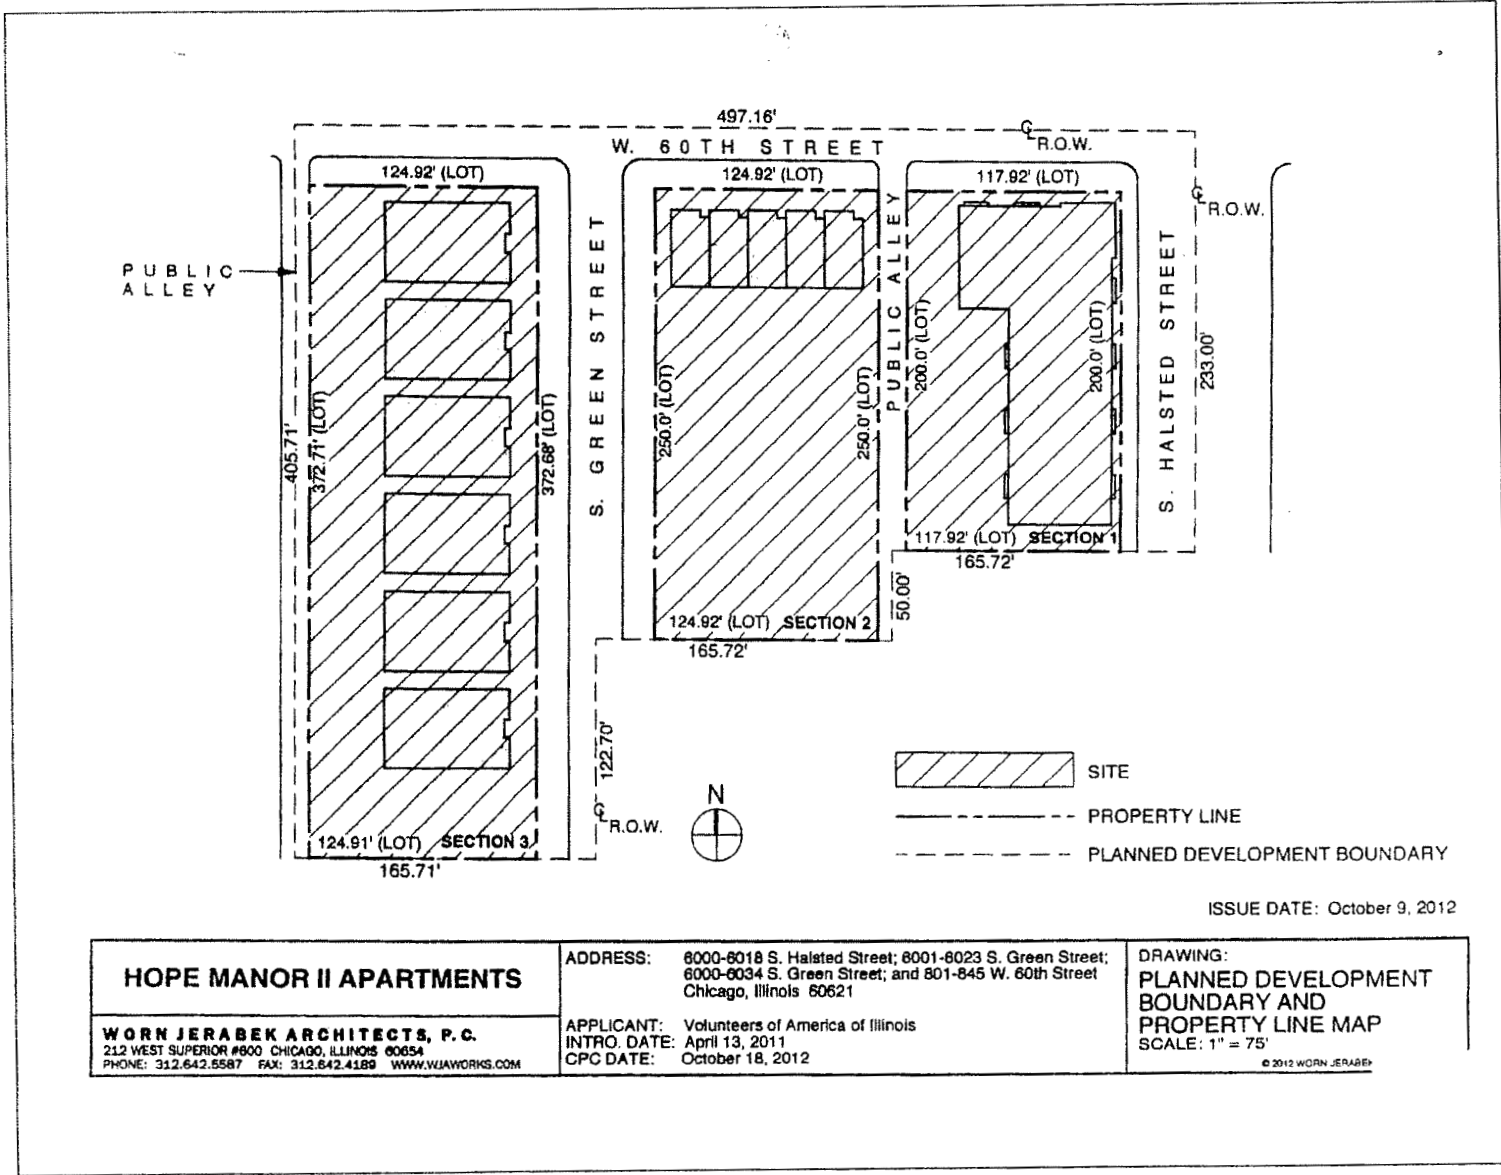 497.16'
W. 60TH STREET
℄ R.O.W.
124.92' (LOT)
124.92' (LOT)
117.92' (LOT)
℄ R.O.W.
PUBLIC
ALLEY
S. GREEN STREET
PUBLIC ALLEY
S. HALSTED STREET
405.71'
372.71' (LOT)
372.68' (LOT)
250.0' (LOT)
250.0' (LOT)
200.0' (LOT)
200.0' (LOT)
233.00'
117.92' (LOT) SECTION 1
165.72'
50.00'
124.92' (LOT) SECTION 2
165.72'
122.70'
℄ R.O.W.
N
124.91' (LOT) SECTION 3
165.71'
SITE
PROPERTY LINE
PLANNED DEVELOPMENT BOUNDARY
ISSUE DATE: October 9, 2012
HOPE MANOR II APARTMENTS
WORN JERABEK ARCHITECTS, P.C.
212 WEST SUPERIOR #600 CHICAGO, ILLINOIS 60654
PHONE: 312.642.5587 FAX: 312.642.4189 WWW.WJAWORKS.COM
ADDRESS: 6000-6018 S. Halsted Street; 6001-6023 S. Green Street;
6000-6034 S. Green Street; and 801-845 W. 60th Street
Chicago, Illinois 60621
APPLICANT: Volunteers of America of Illinois
INTRO. DATE: April 13, 2011
CPC DATE: October 18, 2012
DRAWING:
PLANNED DEVELOPMENT
BOUNDARY AND
PROPERTY LINE MAP
SCALE: 1" = 75'
© 2012 WORN JERABEK